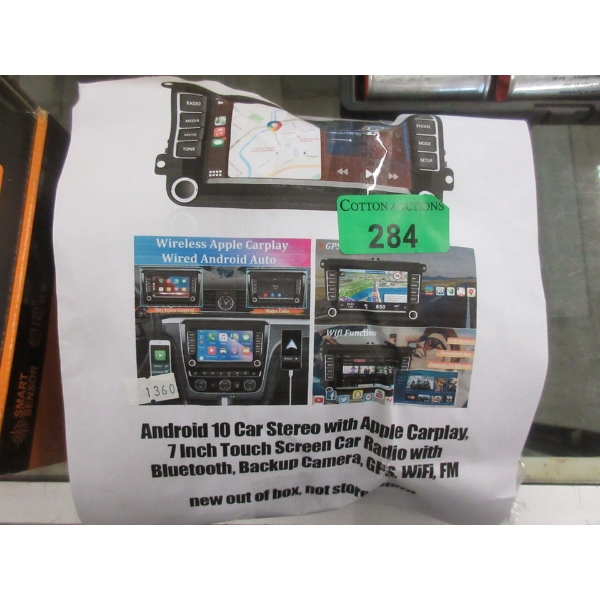 RADIO
MEDIA
TONE
PHONE
MODE
SETUP
COTTON AUCTIONS
284
Wireless Apple Carplay
Wired Android Auto
GPS
Wifi Function
1360
SMART
SENSOR
Android 10 Car Stereo with Apple Carplay,
7 Inch Touch Screen Car Radio with
Bluetooth, Backup Camera, GPS, WiFi, FM
new out of box, not store